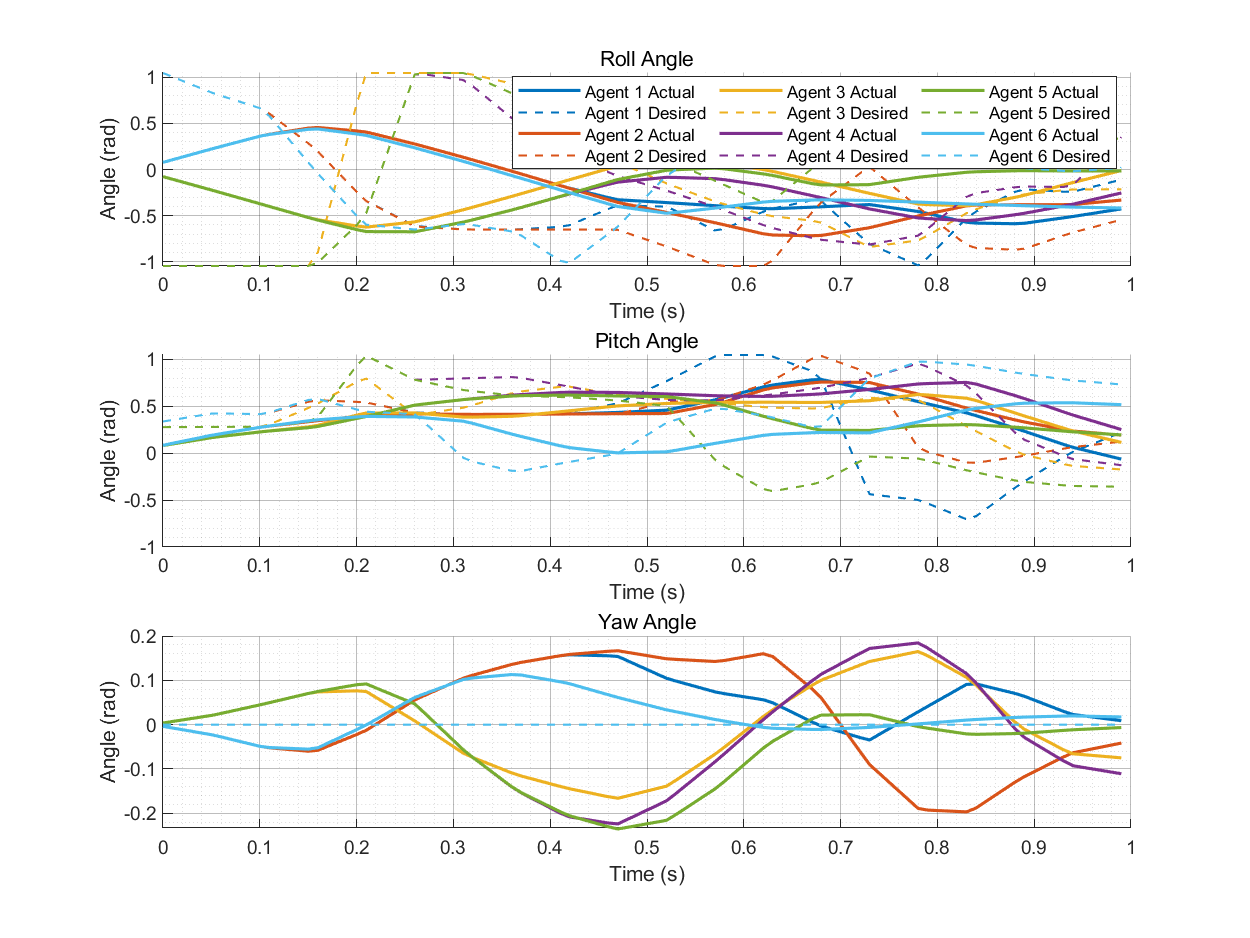 Roll Angle
1
0.5
0
-0.5
-1
Angle (rad)
Agent 1 Actual
Agent 1 Desired
Agent 2 Actual
Agent 2 Desired
Agent 3 Actual
Agent 3 Desired
Agent 4 Actual
Agent 4 Desired
Agent 5 Actual
Agent 5 Desired
Agent 6 Actual
Agent 6 Desired
0 0.1 0.2 0.3 0.4 0.5 0.6 0.7 0.8 0.9 1
Time (s)
Pitch Angle
1
0.5
0
-0.5
-1
Angle (rad)
0 0.1 0.2 0.3 0.4 0.5 0.6 0.7 0.8 0.9 1
Time (s)
Yaw Angle
0.2
0.1
0
-0.1
-0.2
Angle (rad)
0 0.1 0.2 0.3 0.4 0.5 0.6 0.7 0.8 0.9 1
Time (s)